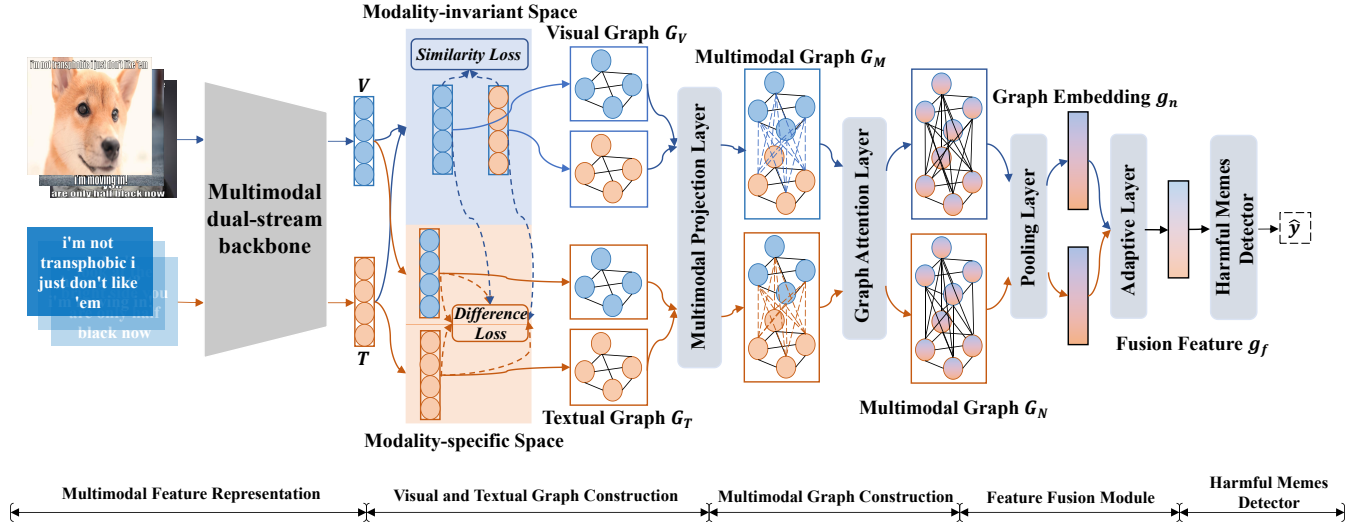 Modality-invariant Space
Visual Graph G_V
Similarity Loss
Multimodal Graph G_M
i'm not transphobic i just don't like 'em
V
Graph Embedding g_n
i'm moving in!
are only half black now
Multimodal
dual-stream
backbone
Multimodal Projection Layer
Graph Attention Layer
Pooling Layer
Adaptive Layer
Harmful Memes
Detector
ŷ
i'm not
transphobic i
just don't like
'em
black now
Difference
Loss
T
Fusion Feature g_f
Textual Graph G_T
Multimodal Graph G_N
Modality-specific Space
Multimodal Feature Representation
Visual and Textual Graph Construction
Multimodal Graph Construction
Feature Fusion Module
Harmful Memes
Detector